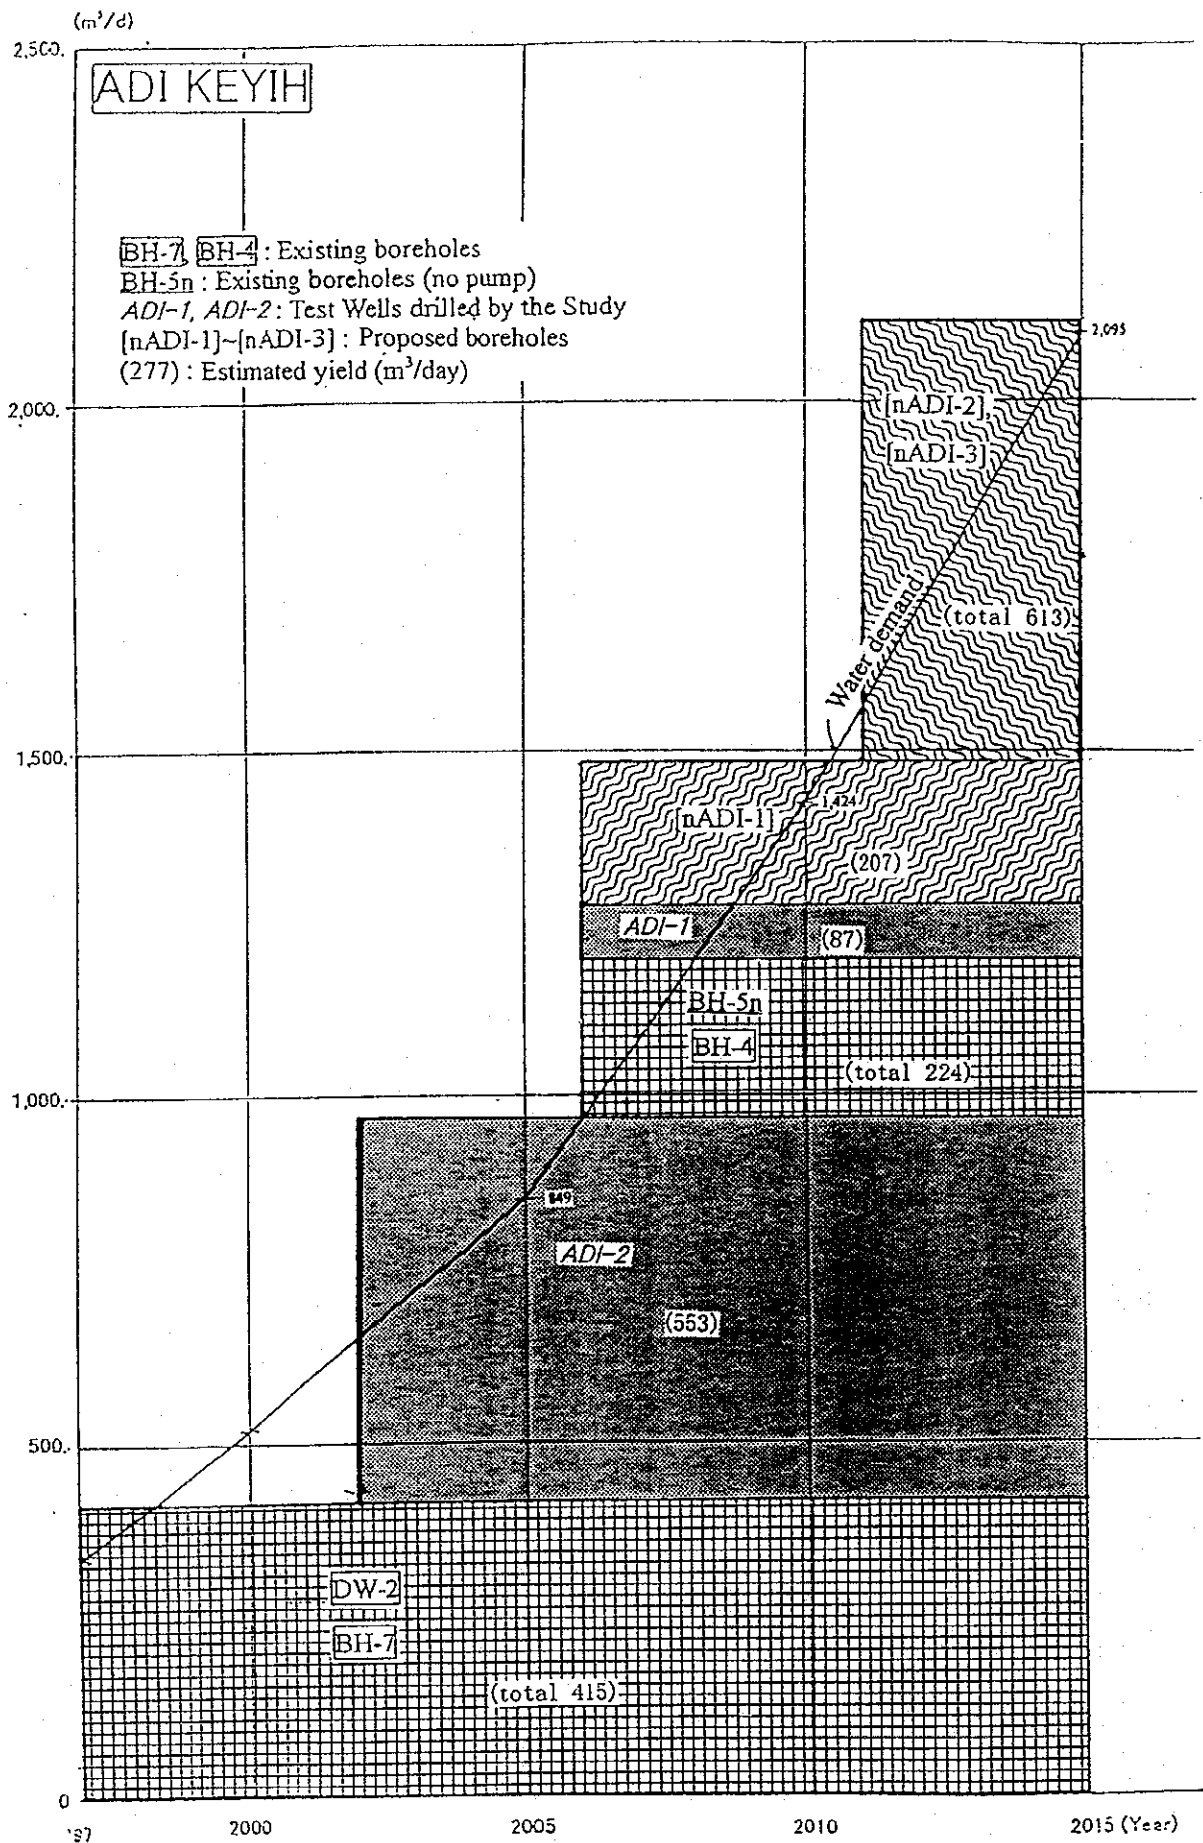 (m³/d)
2,500.
ADI KEYIH
BH-7, BH-4 : Existing boreholes
BH-5n : Existing boreholes (no pump)
ADI-1, ADI-2 : Test Wells drilled by the Study
[nADI-1]~[nADI-3] : Proposed boreholes
(277) : Estimated yield (m³/day)
2,095
2,000.
[nADI-2],
[nADI-3]
(total 613)
Water demand
1,500.
[nADI-1]
1,424
(207)
ADI-1
(87)
BH-5n
BH-4
(total 224)
1,000.
849
ADI-2
(553)
500.
DW-2
BH-7
(total 415)
0
'97
2000
2005
2010
2015 (Year)